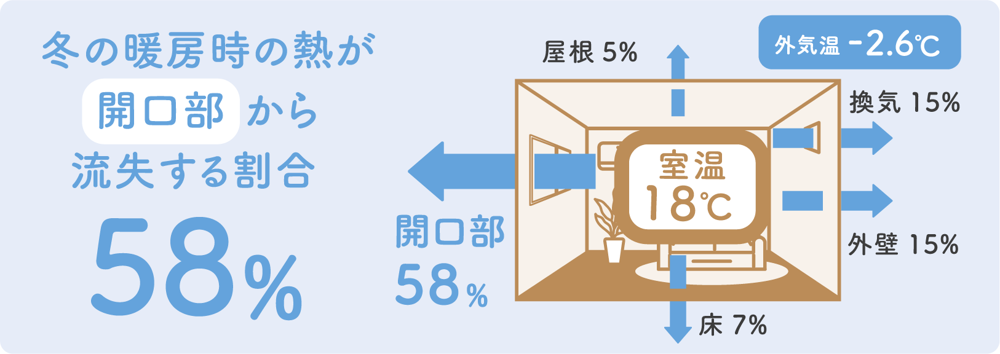 冬の暖房時の熱が
開口部から
流失する割合
58%
屋根 5%
外気温 -2.6℃
換気 15%
室温
18℃
開口部
58%
外壁 15%
床 7%